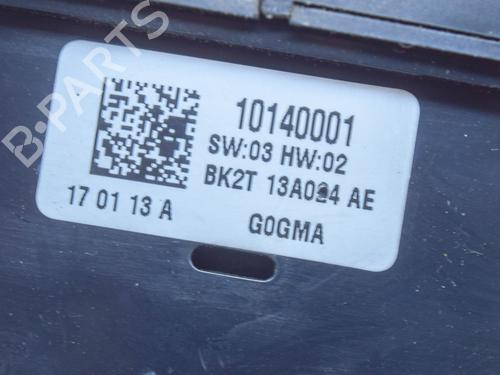 B-PARTS
10140001
SW:03 HW:02
BK2T 13A024 AE
17 01 13 A
G0GMA